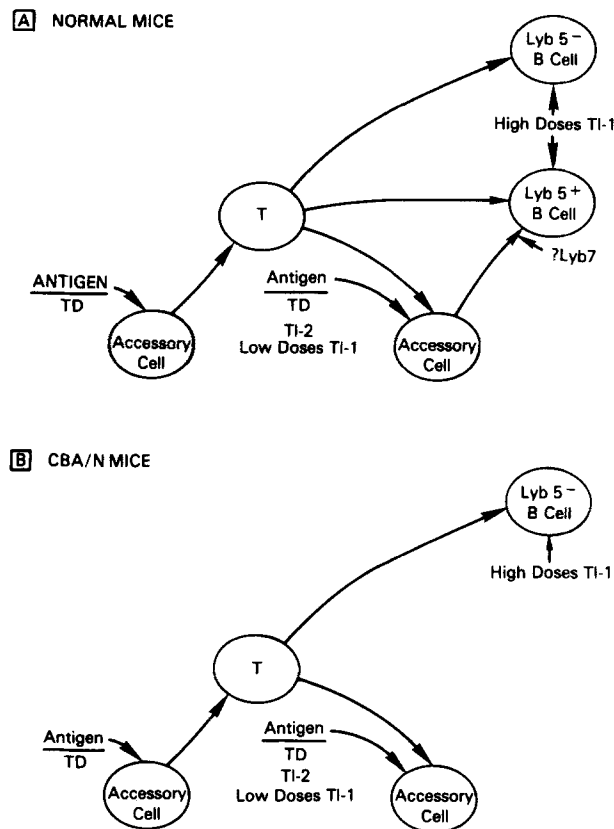 A NORMAL MICE
Lyb 5−
B Cell
High Doses TI-1
Lyb 5+
B Cell
?Lyb7
T
ANTIGEN
TD
Accessory
Cell
Antigen
TD
TI-2
Low Doses TI-1
Accessory
Cell
B CBA/N MICE
Lyb 5−
B Cell
High Doses TI-1
T
Antigen
TD
Accessory
Cell
Antigen
TD
TI-2
Low Doses TI-1
Accessory
Cell